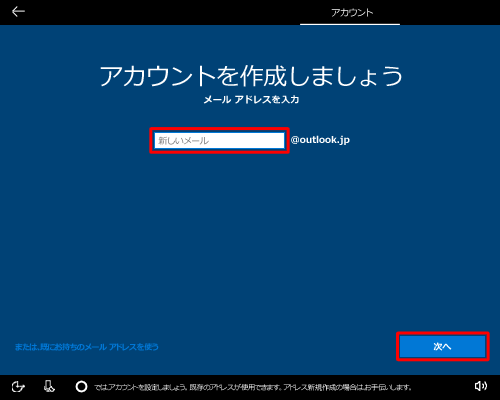 アカウント
アカウントを作成しましょう
メール アドレスを入力
新しいメール
@outlook.jp
または、既にお持ちのメール アドレスを使う
次へ
ではアカウントを設定しましょう。既存のアドレスが使用できます。アドレス新規作成の場合は、お手伝いします。